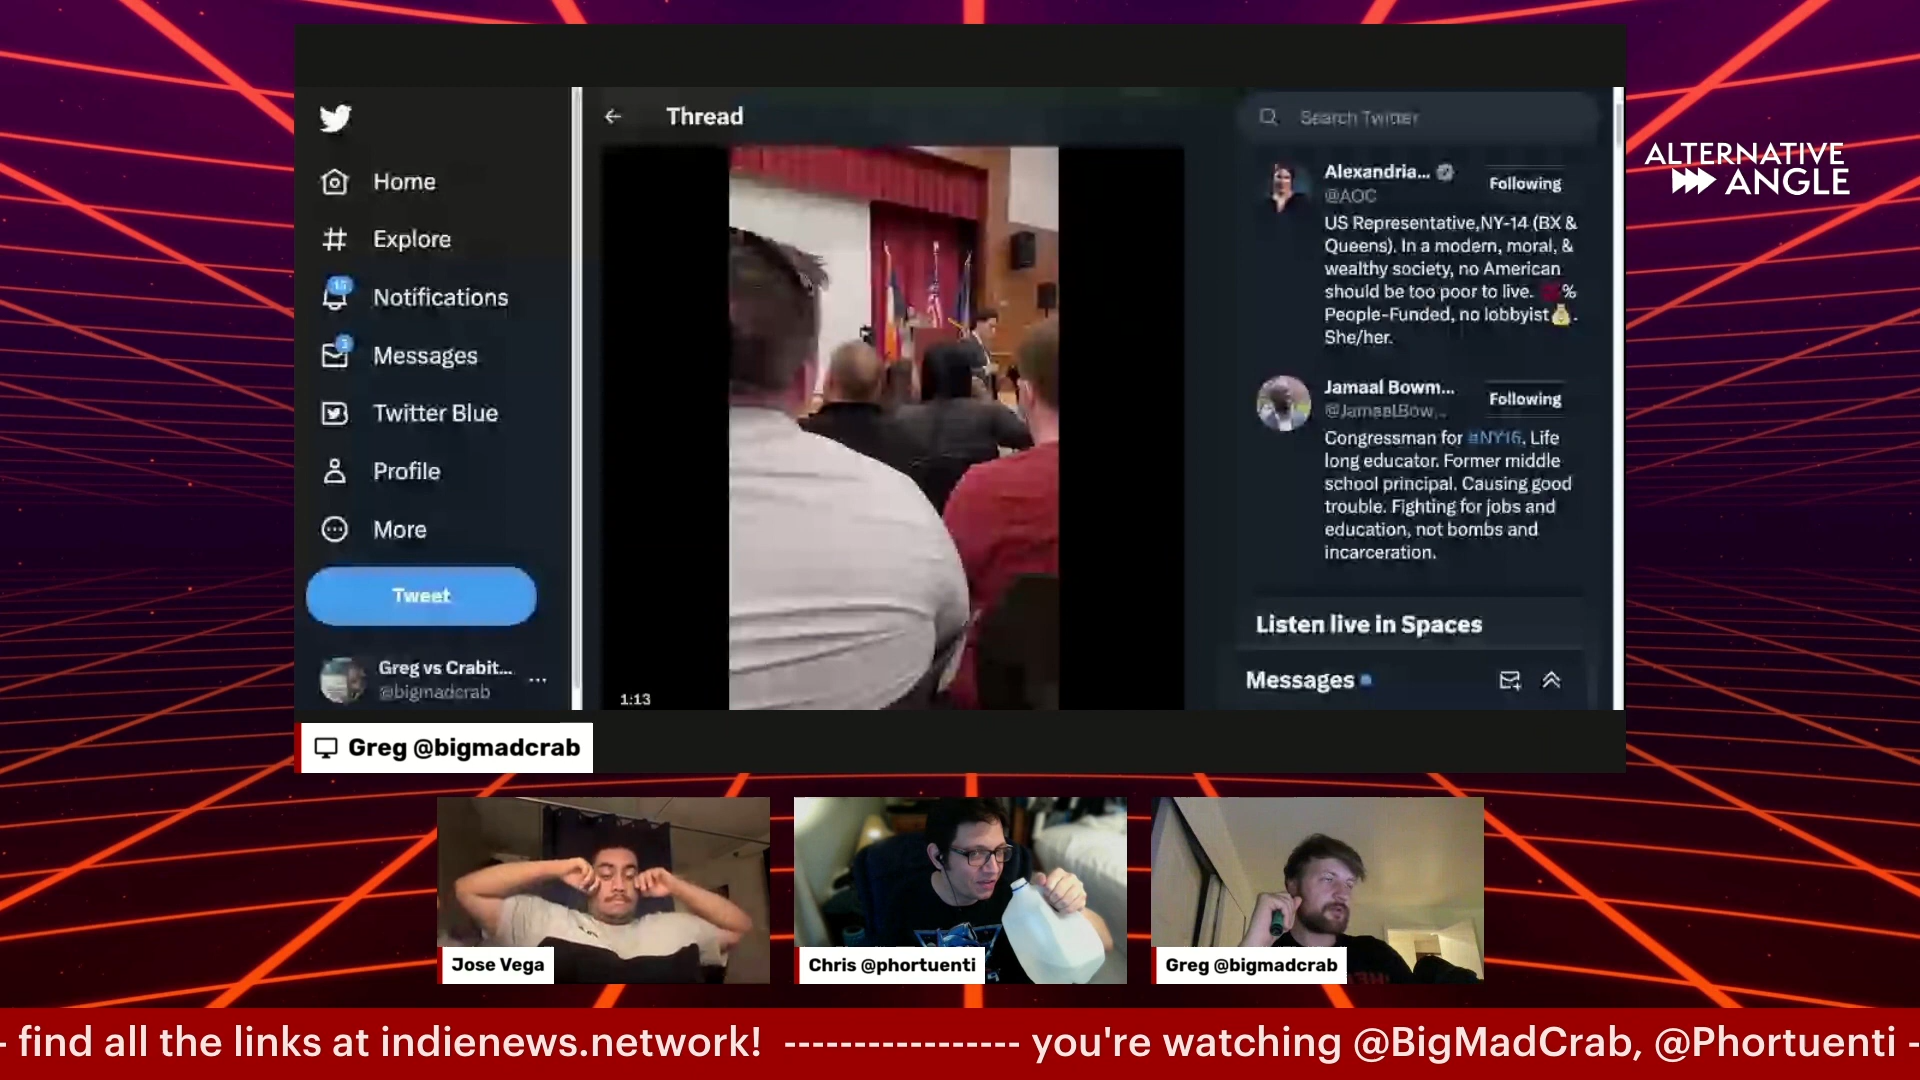 Thread
Search Twitter
Home
Explore
15
Notifications
3
Messages
Twitter Blue
Profile
More
Tweet
Greg vs Crabit...
@bigmadcrab
1:13
Alexandria...
@AOC
Following
US Representative,NY-14 (BX &
Queens). In a modern, moral, &
wealthy society, no American
should be too poor to live. 💯%
People-Funded, no lobbyist💰.
She/her.
Jamaal Bowm...
@JamaalBow...
Following
Congressman for #NY16, Life
long educator. Former middle
school principal. Causing good
trouble. Fighting for jobs and
education, not bombs and
incarceration.
Listen live in Spaces
Messages
ALTERNATIVE
ANGLE
Greg @bigmadcrab
Jose Vega
Chris @phortuenti
Greg @bigmadcrab
- find all the links at indienews.network! ----------------- you're watching @BigMadCrab, @Phortuenti -